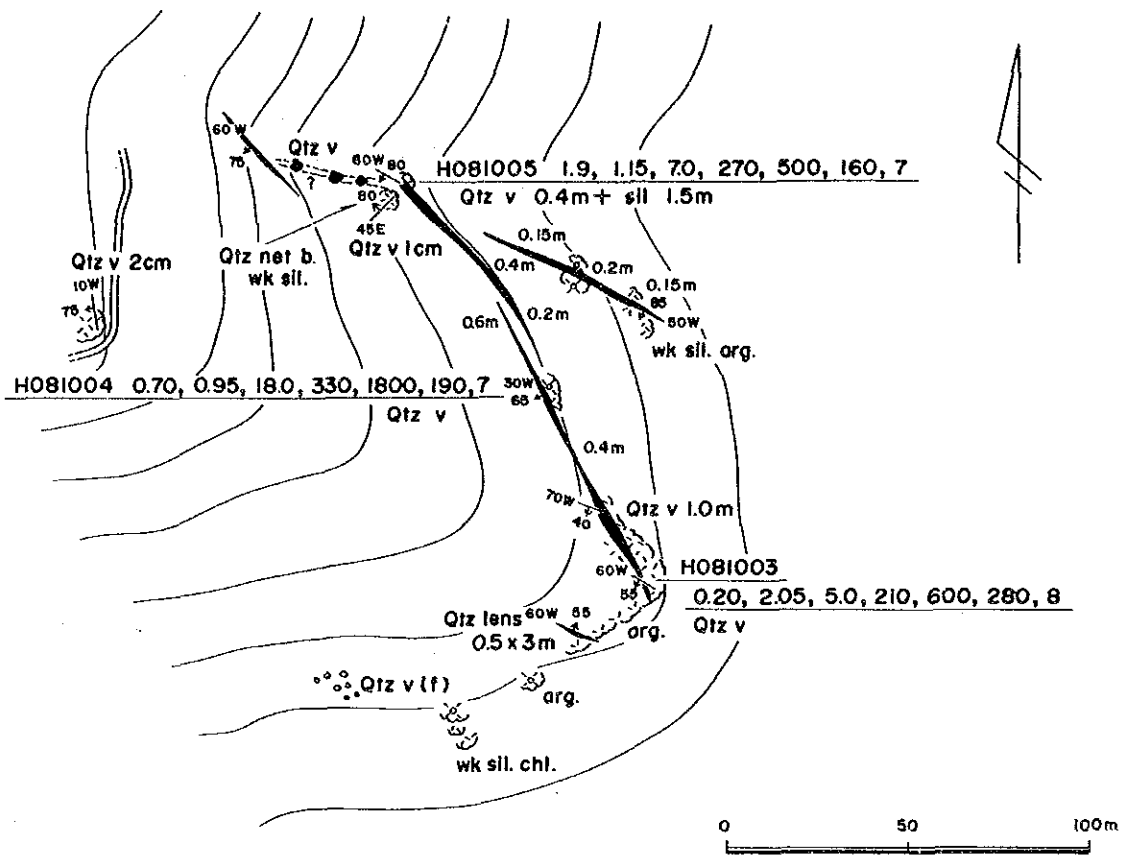 60W
75
Qtz v
?
60W
80
80
45E
H081005 1.9, 1.15, 7.0, 270, 500, 160, 7
Qtz v 0.4m + sil 1.5m
Qtz v 1cm
Qtz net b.
wk sil.
Qtz v 2cm
10W
75
0.15m
0.4m
0.2m
0.15m
85
50W
wk sil. arg.
0.6m
0.2m
H081004 0.70, 0.95, 18.0, 330, 1800, 190, 7
Qtz v
30W
65
0.4m
70W
40
Qtz v 1.0m
60W
H081003
0.20, 2.05, 5.0, 210, 600, 280, 8
Qtz v
55
Qtz lens
0.5 x 3m
60W
55
arg.
Qtz v (f)
arg.
wk sil. chl.
0 50 100m